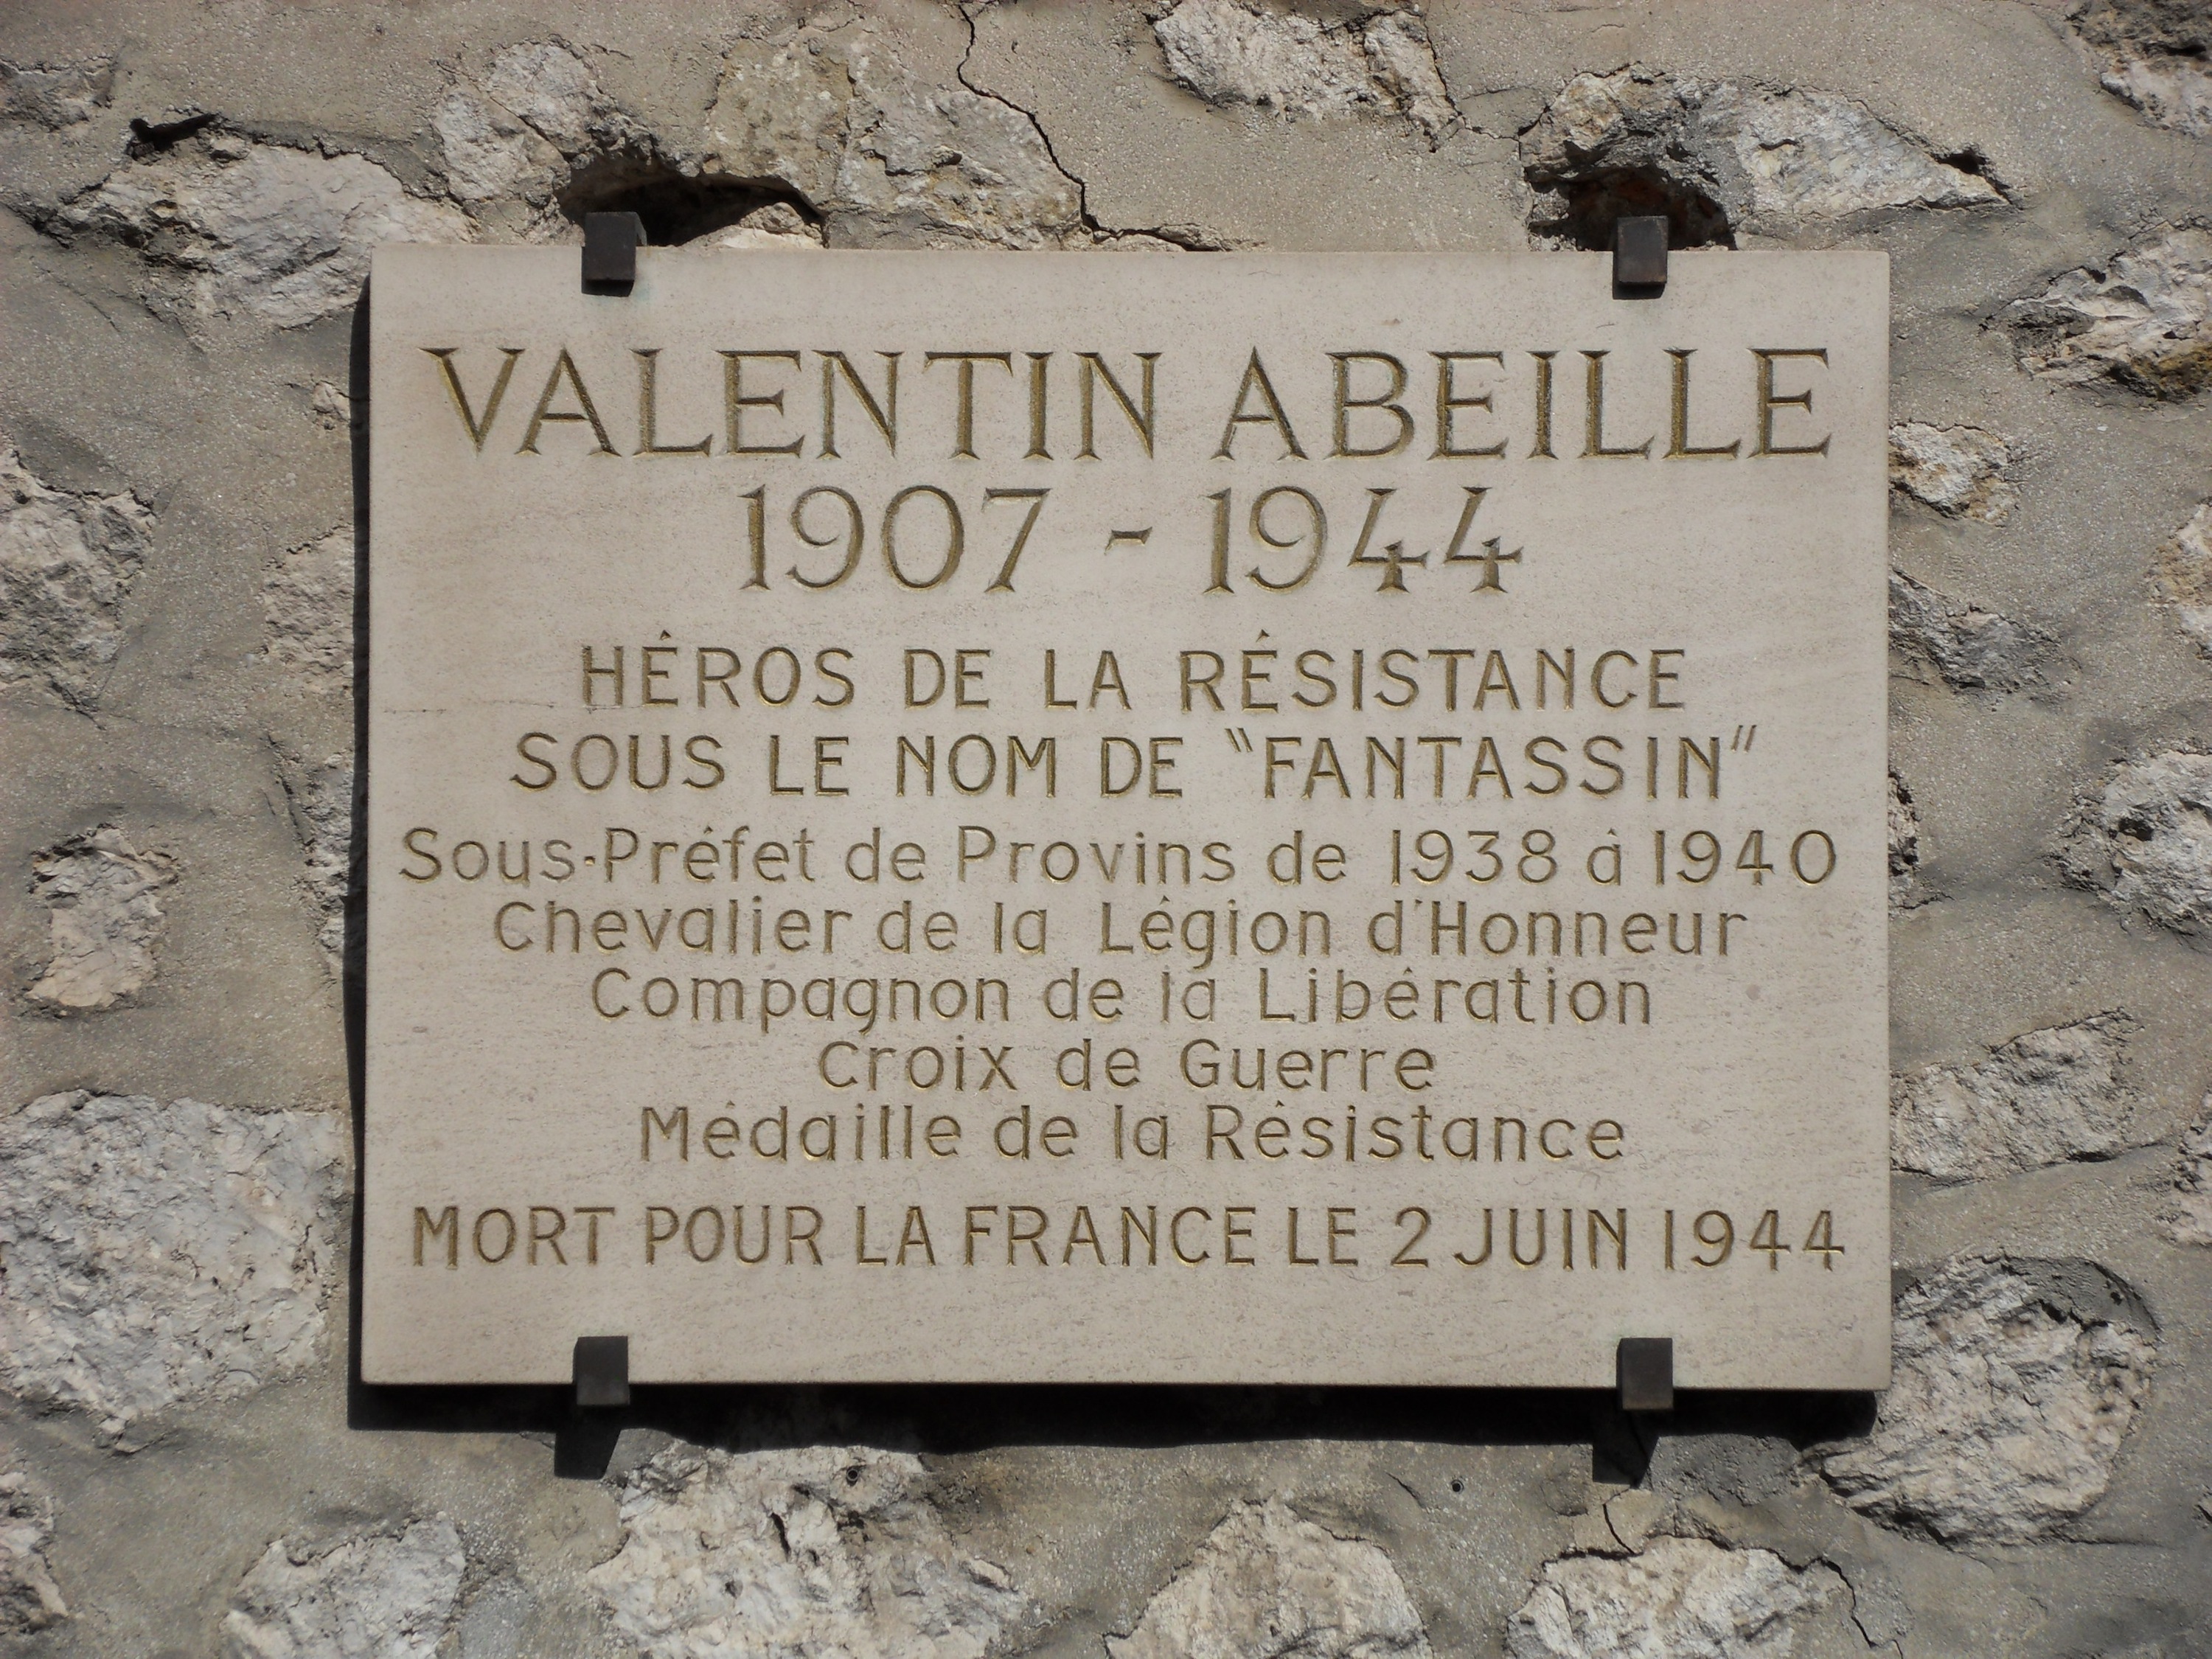 VALENTIN ABEILLE
1907 - 1944
HÉROS DE LA RÉSISTANCE
SOUS LE NOM DE "FANTASSIN"
Sous-Préfet de Provins de 1938 à 1940
Chevalier de la Légion d'Honneur
Compagnon de la Libération
Croix de Guerre
Médaille de la Résistance
MORT POUR LA FRANCE LE 2 JUIN 1944